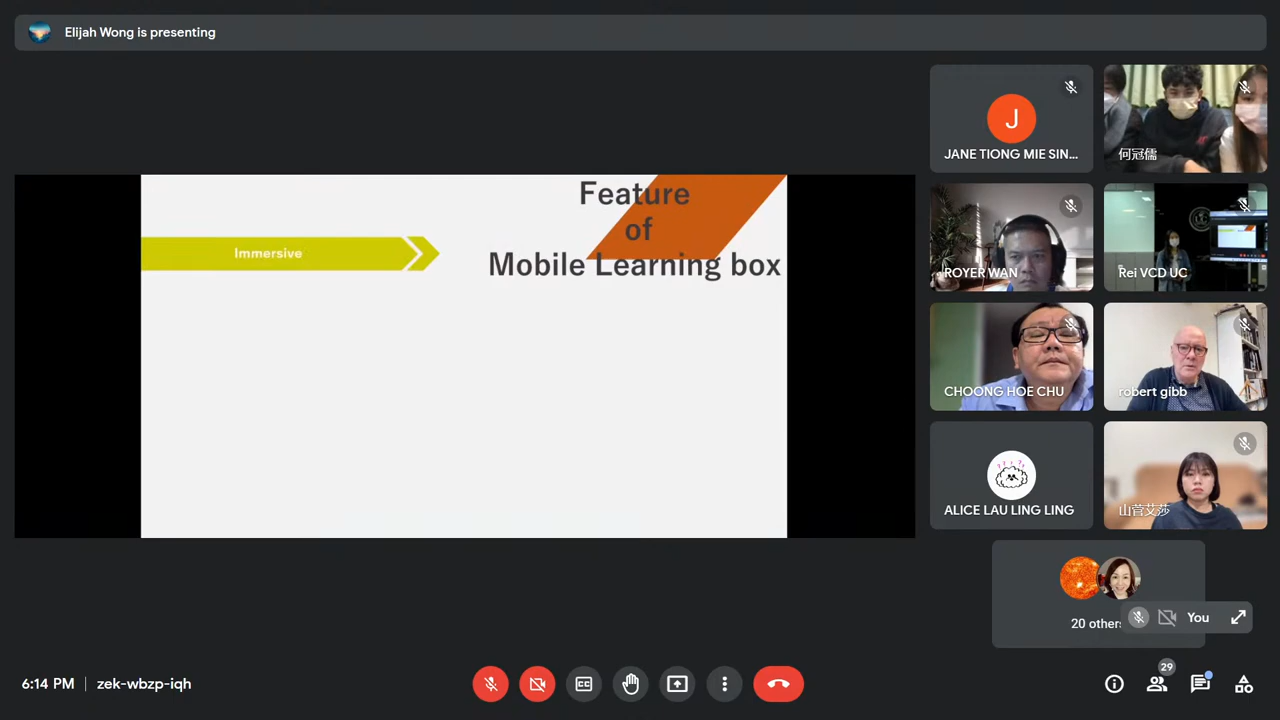 Elijah Wong is presenting
Feature
of
Mobile Learning box
Immersive
J
JANE TIONG MIE SIN...
何冠儒
ROYER WAN
Rei VCD UC
CHOONG HOE CHU
robert gibb
ALICE LAU LING LING
山菅艾莎
20 others
You
6:14 PM
zek-wbzp-iqh
29